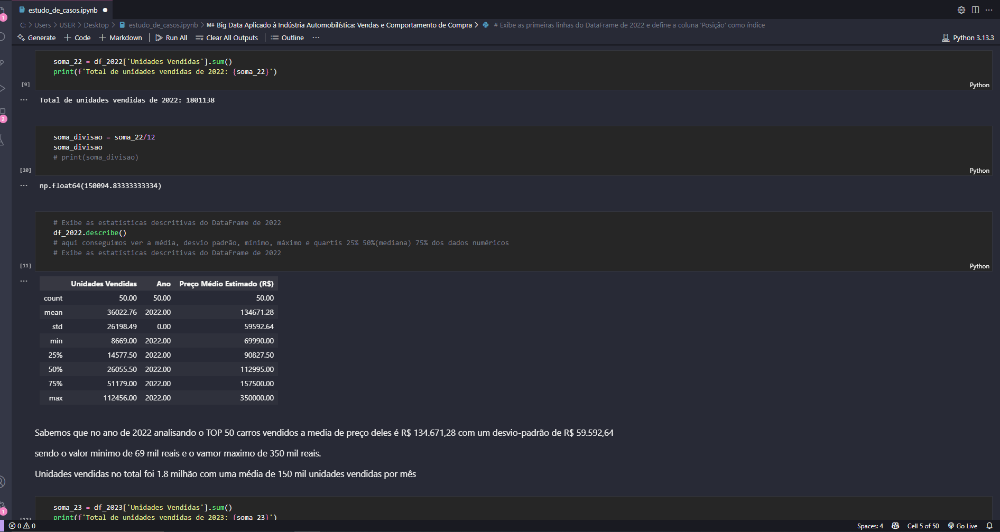 estudo_de_casos.ipynb
C: > Users > USER > Desktop > estudo_de_casos.ipynb > M↓ Big Data Aplicado à Indústria Automobilística: Vendas e Comportamento de Compra > # Exibe as primeiras linhas do DataFrame de 2022 e define a coluna 'Posição' como índice
Generate + Code + Markdown Run All Clear All Outputs Outline ... Python 3.13.3
1
soma_22 = df_2022['Unidades Vendidas'].sum()
print(f'Total de unidades vendidas de 2022: {soma_22}')
[9] Python
Total de unidades vendidas de 2022: 1801138
2
soma_divisao = soma_22/12
soma_divisao
# print(soma_divisao)
[10] Python
np.float64(150094.83333333334)
# Exibe as estatísticas descritivas do DataFrame de 2022
df_2022.describe()
# aqui conseguimos ver a média, desvio padrão, mínimo, máximo e quartis 25% 50%(mediana) 75% dos dados numéricos
# Exibe as estatísticas descritivas do DataFrame de 2022
[11] Python
Unidades Vendidas Ano Preço Médio Estimado (R$)
count 50.00 50.00 50.00
mean 36022.76 2022.00 134671.28
std 26198.49 0.00 59592.64
min 8669.00 2022.00 69990.00
25% 14577.50 2022.00 90827.50
50% 26055.50 2022.00 112995.00
75% 51179.00 2022.00 157500.00
max 112456.00 2022.00 350000.00
Sabemos que no ano de 2022 analisando o TOP 50 carros vendidos a media de preço deles é R$ 134.671,28 com um desvio-padrão de R$ 59.592,64
sendo o valor minimo de 69 mil reais e o vamor maximo de 350 mil reais.
Unidades vendidas no total foi 1.8 milhão com uma média de 150 mil unidades vendidas por mês
soma_23 = df_2023['Unidades Vendidas'].sum()
1
print(f'Total de unidades vendidas de 2023: {soma_23}')
[12]
0 0 Spaces: 4 Cell 5 of 50 Go Live